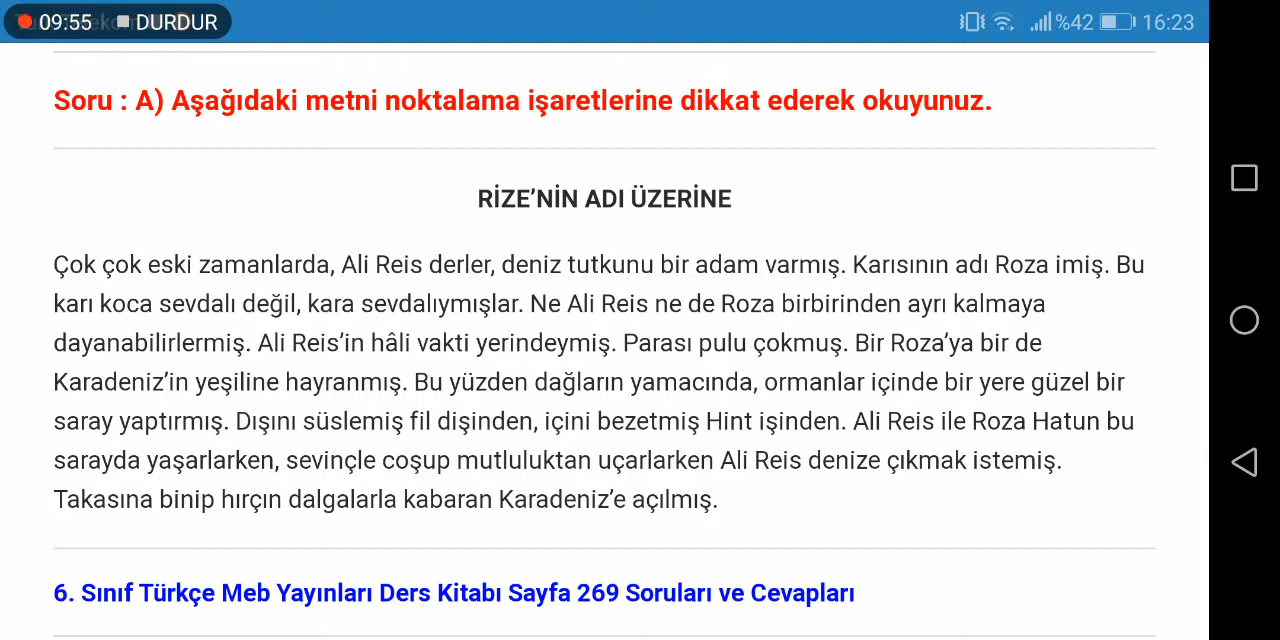 09:55 DURDUR
%42 16:23
Soru : A) Aşağıdaki metni noktalama işaretlerine dikkat ederek okuyunuz.
RİZE’NİN ADI ÜZERİNE
Çok çok eski zamanlarda, Ali Reis derler, deniz tutkunu bir adam varmış. Karısının adı Roza imiş. Bu
karı koca sevdalı değil, kara sevdalıymışlar. Ne Ali Reis ne de Roza birbirinden ayrı kalmaya
dayanabilirlermiş. Ali Reis’in hâli vakti yerindeymiş. Parası pulu çokmuş. Bir Roza’ya bir de
Karadeniz’in yeşiline hayranmış. Bu yüzden dağların yamacında, ormanlar içinde bir yere güzel bir
saray yaptırmış. Dışını süslemiş fil dişinden, içini bezetmiş Hint işinden. Ali Reis ile Roza Hatun bu
sarayda yaşarlarken, sevinçle coşup mutluluktan uçarlarken Ali Reis denize çıkmak istemiş.
Takasına binip hırçın dalgalarla kabaran Karadeniz’e açılmış.
6. Sınıf Türkçe Meb Yayınları Ders Kitabı Sayfa 269 Soruları ve Cevapları